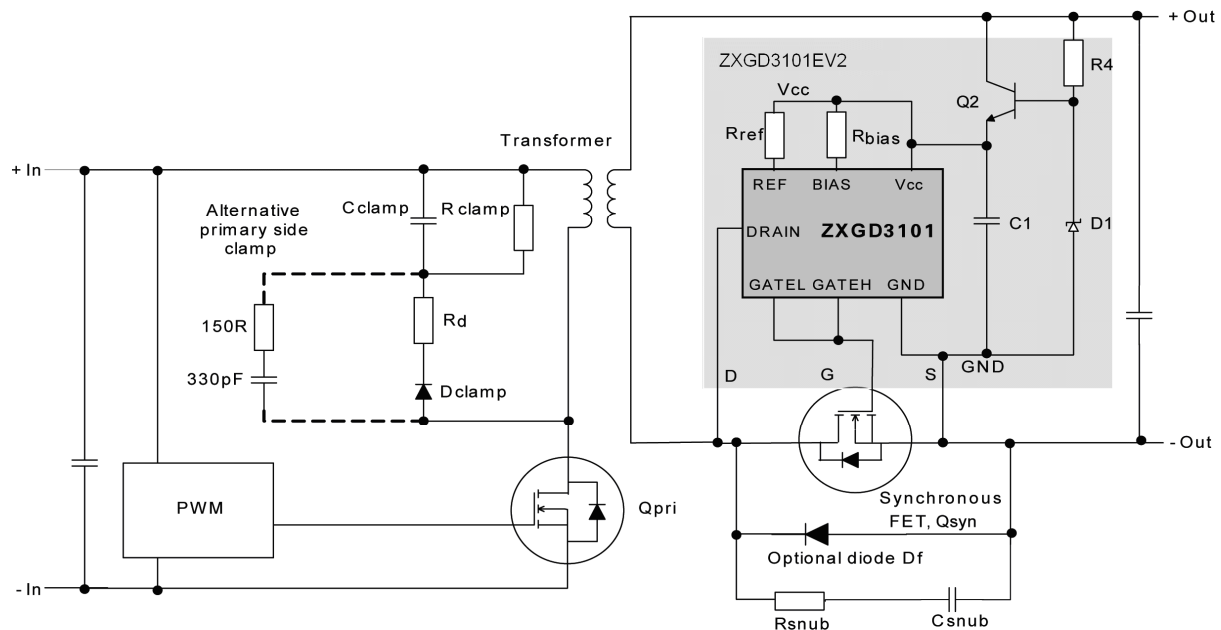 + Out
ZXGD3101EV2
R4
Vcc
Q2
Rref
Rbias
Transformer
+ In
REF
BIAS
Vcc
Cclamp
Rclamp
Alternative
primary side
clamp
DRAIN
ZXGD3101
C1
D1
GATEL
GATEH
GND
150R
Rd
330pF
Dclamp
D
G
S
GND
- Out
PWM
Qpri
Synchronous
FET, Qsyn
Optional diode Df
- In
Rsnub
Csnub